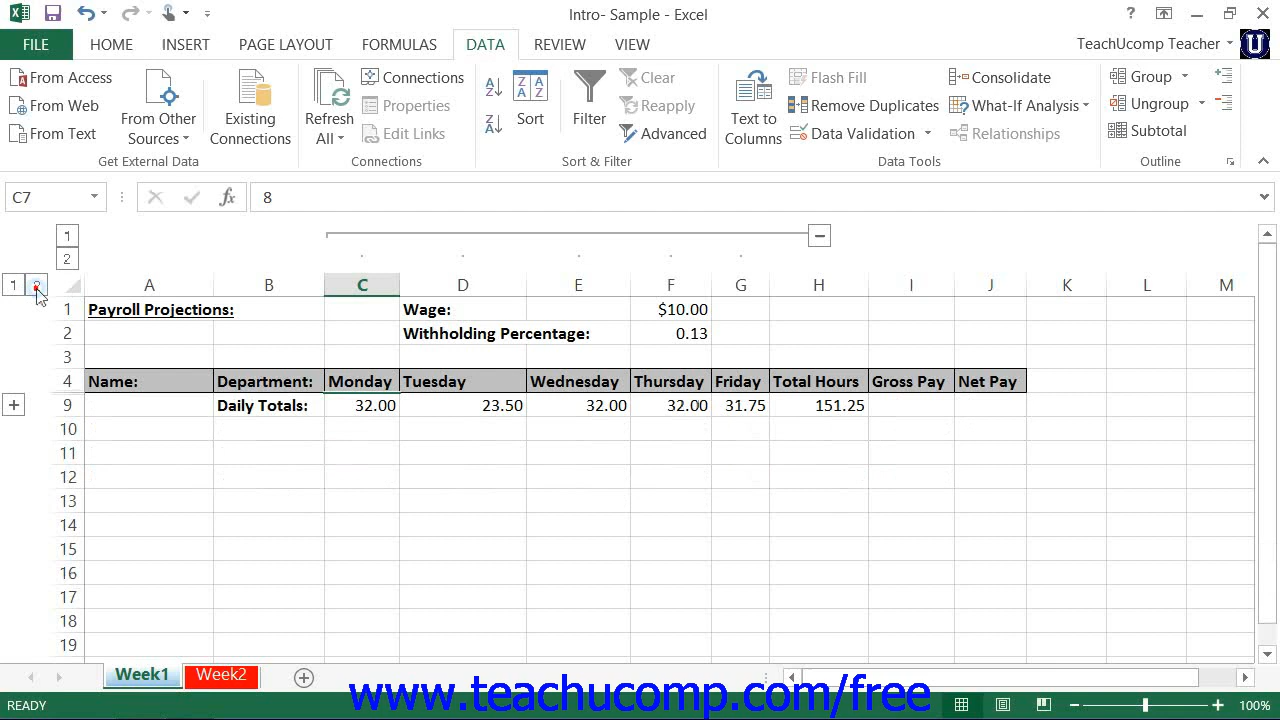 Intro- Sample - Excel
?
FILE HOME INSERT PAGE LAYOUT FORMULAS DATA REVIEW VIEW TeachUcomp Teacher U
From Access
From Web
From Text
From Other Sources
Existing Connections
Get External Data
Refresh All
Connections
Properties
Edit Links
Connections
A Z
Z A
Z A A Z
Sort
Filter
Clear
Reapply
Advanced
Sort & Filter
Text to Columns
Flash Fill
Remove Duplicates
Data Validation
Consolidate
What-If Analysis
Relationships
Data Tools
Group
Ungroup
Subtotal
Outline
C7 fx 8
1
2
1
A B C D E F G H I J K L M
1 Payroll Projections: Wage: $10.00
2 Withholding Percentage: 0.13
3
4 Name: Department: Monday Tuesday Wednesday Thursday Friday Total Hours Gross Pay Net Pay
9 Daily Totals: 32.00 23.50 32.00 32.00 31.75 151.25
10
11
12
13
14
15
16
17
18
19
Week1 Week2
www.teachucomp.com/free
READY 100%